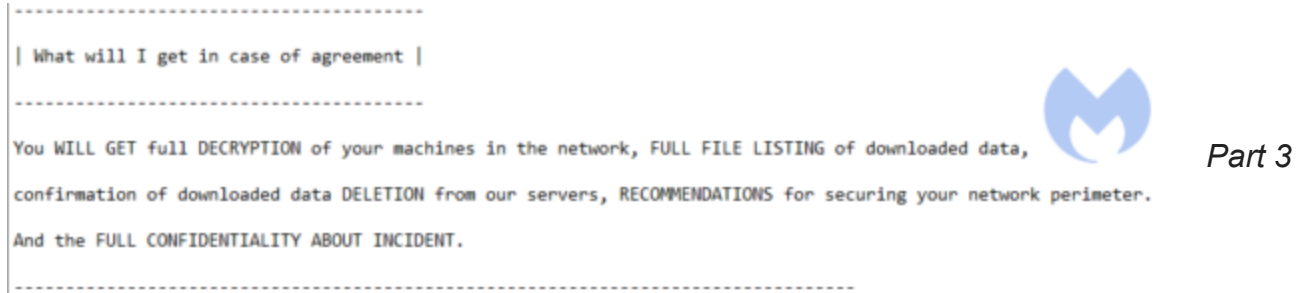 ----------------------------------------
| What will I get in case of agreement |
----------------------------------------
You WILL GET full DECRYPTION of your machines in the network, FULL FILE LISTING of downloaded data,
confirmation of downloaded data DELETION from our servers, RECOMMENDATIONS for securing your network perimeter.
And the FULL CONFIDENTIALITY ABOUT INCIDENT.
----------------------------------------------------------------------------------
Part 3